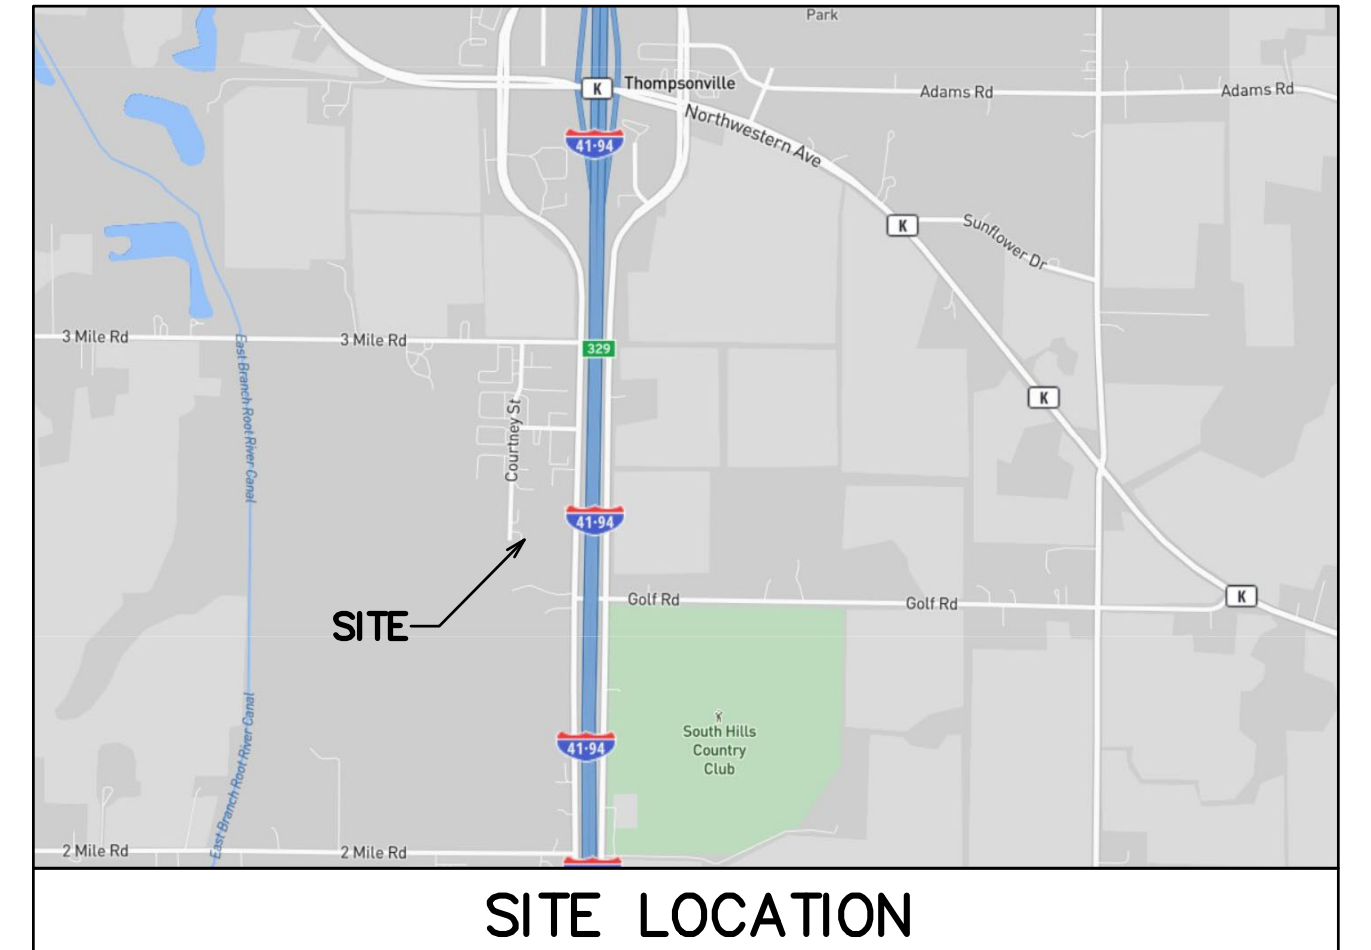 Park
K
Thompsonville
Adams Rd
Adams Rd
Northwestern Ave
41-94
K
Sunflower Dr
3 Mile Rd
3 Mile Rd
329
East Branch Root River Canal
K
Courtney St
41-94
SITE
Golf Rd
Golf Rd
K
East Branch Root River Canal
South Hills
Country
Club
41-94
2 Mile Rd
2 Mile Rd
SITE LOCATION